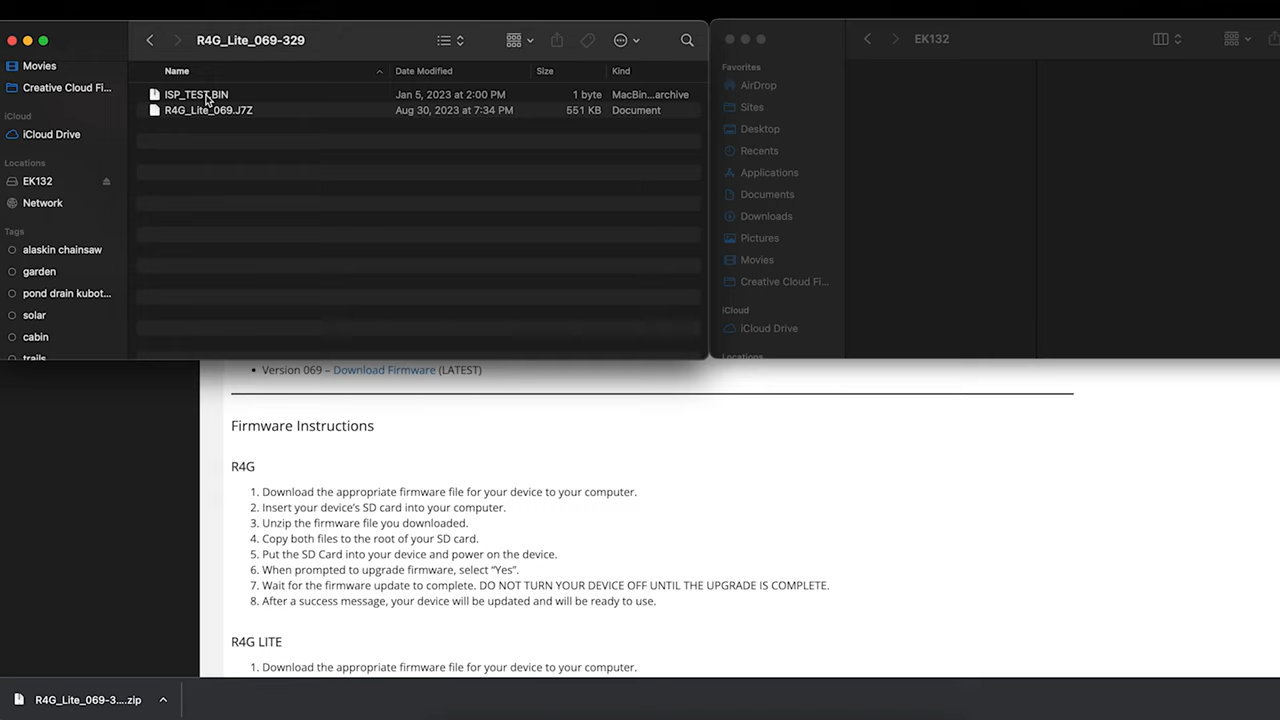 R4G_Lite_069-329
Name
Date Modified
Size
Kind
ISP_TEST.BIN
Jan 5, 2023 at 2:00 PM
1 byte
MacBin...archive
R4G_Lite_069.J7Z
Aug 30, 2023 at 7:34 PM
551 KB
Document
Movies
Creative Cloud Fi...
iCloud
iCloud Drive
Locations
EK132
Network
Tags
alaskin chainsaw
garden
pond drain kubot...
solar
cabin
trails
EK132
Favorites
AirDrop
Sites
Desktop
Recents
Applications
Documents
Downloads
Pictures
Movies
Creative Cloud Fi...
iCloud
iCloud Drive
Locations
• Version 069 – Download Firmware (LATEST)
Firmware Instructions
R4G
1. Download the appropriate firmware file for your device to your computer.
2. Insert your device's SD card into your computer.
3. Unzip the firmware file you downloaded.
4. Copy both files to the root of your SD card.
5. Put the SD Card into your device and power on the device.
6. When prompted to upgrade firmware, select “Yes”.
7. Wait for the firmware update to complete. DO NOT TURN YOUR DEVICE OFF UNTIL THE UPGRADE IS COMPLETE.
8. After a success message, your device will be updated and will be ready to use.
R4G LITE
1. Download the appropriate firmware file for your device to your computer.
R4G_Lite_069-3....zip